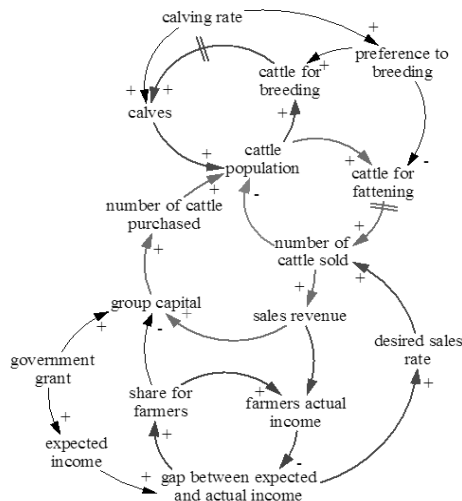 calving rate
preference to
breeding
cattle for
breeding
calves
cattle
population
cattle for
fattening
number of cattle
purchased
number of
cattle sold
group capital
sales revenue
government
grant
desired sales
rate
share for
farmers
farmers actual
income
expected
income
gap between expected
and actual income
+
+
+
+
+
+
+
+
-
-
+
+
+
+
+
+
-
+
+
+
+
+
-
+